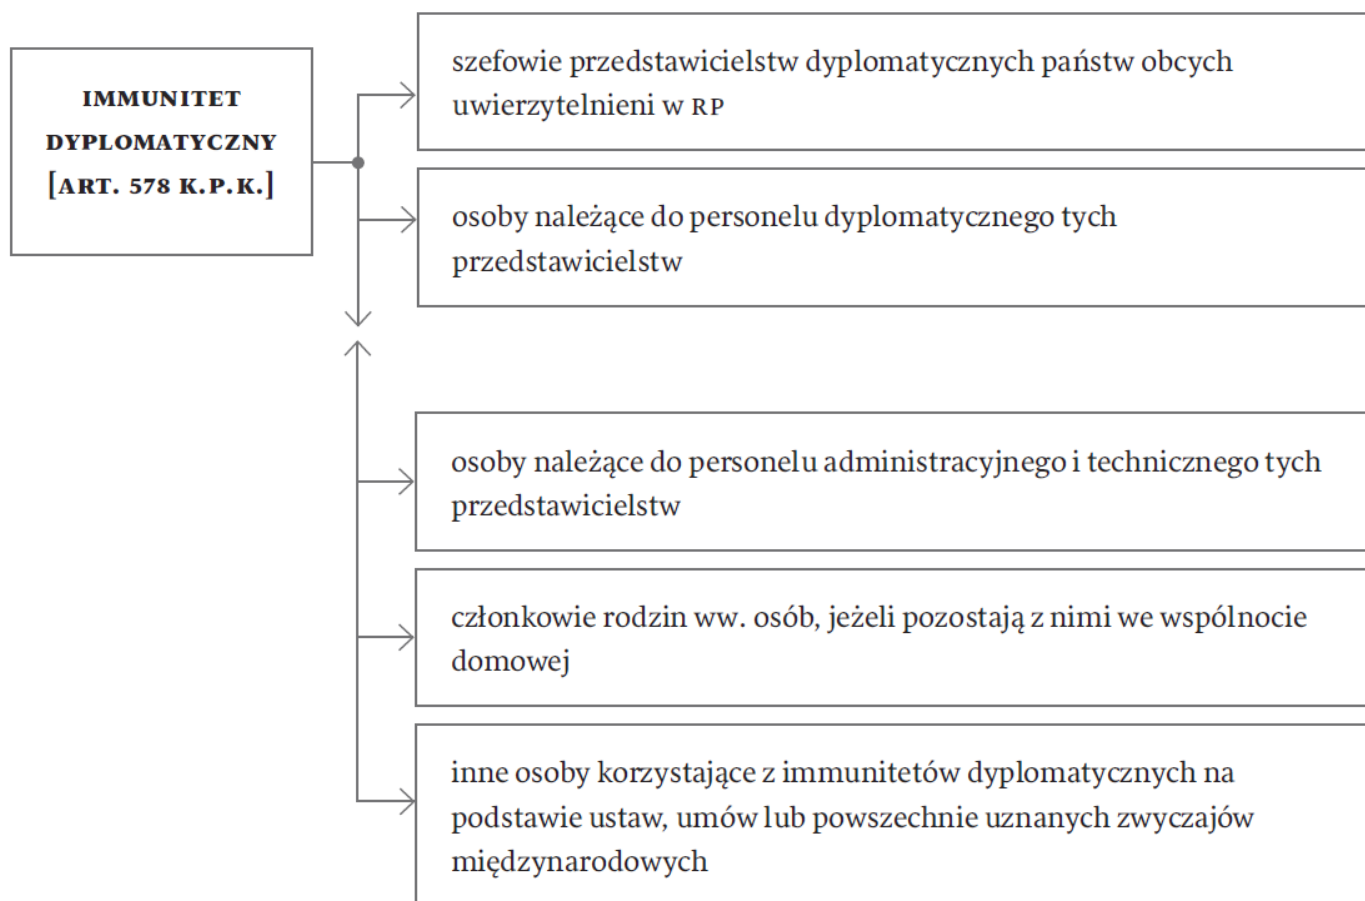 IMMUNITET
DYPLOMATYCZNY
[ART. 578 K.P.K.]
szefowie przedstawicielstw dyplomatycznych państw obcych
uwierzytelnieni w RP
osoby należące do personelu dyplomatycznego tych
przedstawicielstw
osoby należące do personelu administracyjnego i technicznego tych
przedstawicielstw
członkowie rodzin ww. osób, jeżeli pozostają z nimi we wspólnocie
domowej
inne osoby korzystające z immunitetów dyplomatycznych na
podstawie ustaw, umów lub powszechnie uznanych zwyczajów
międzynarodowych